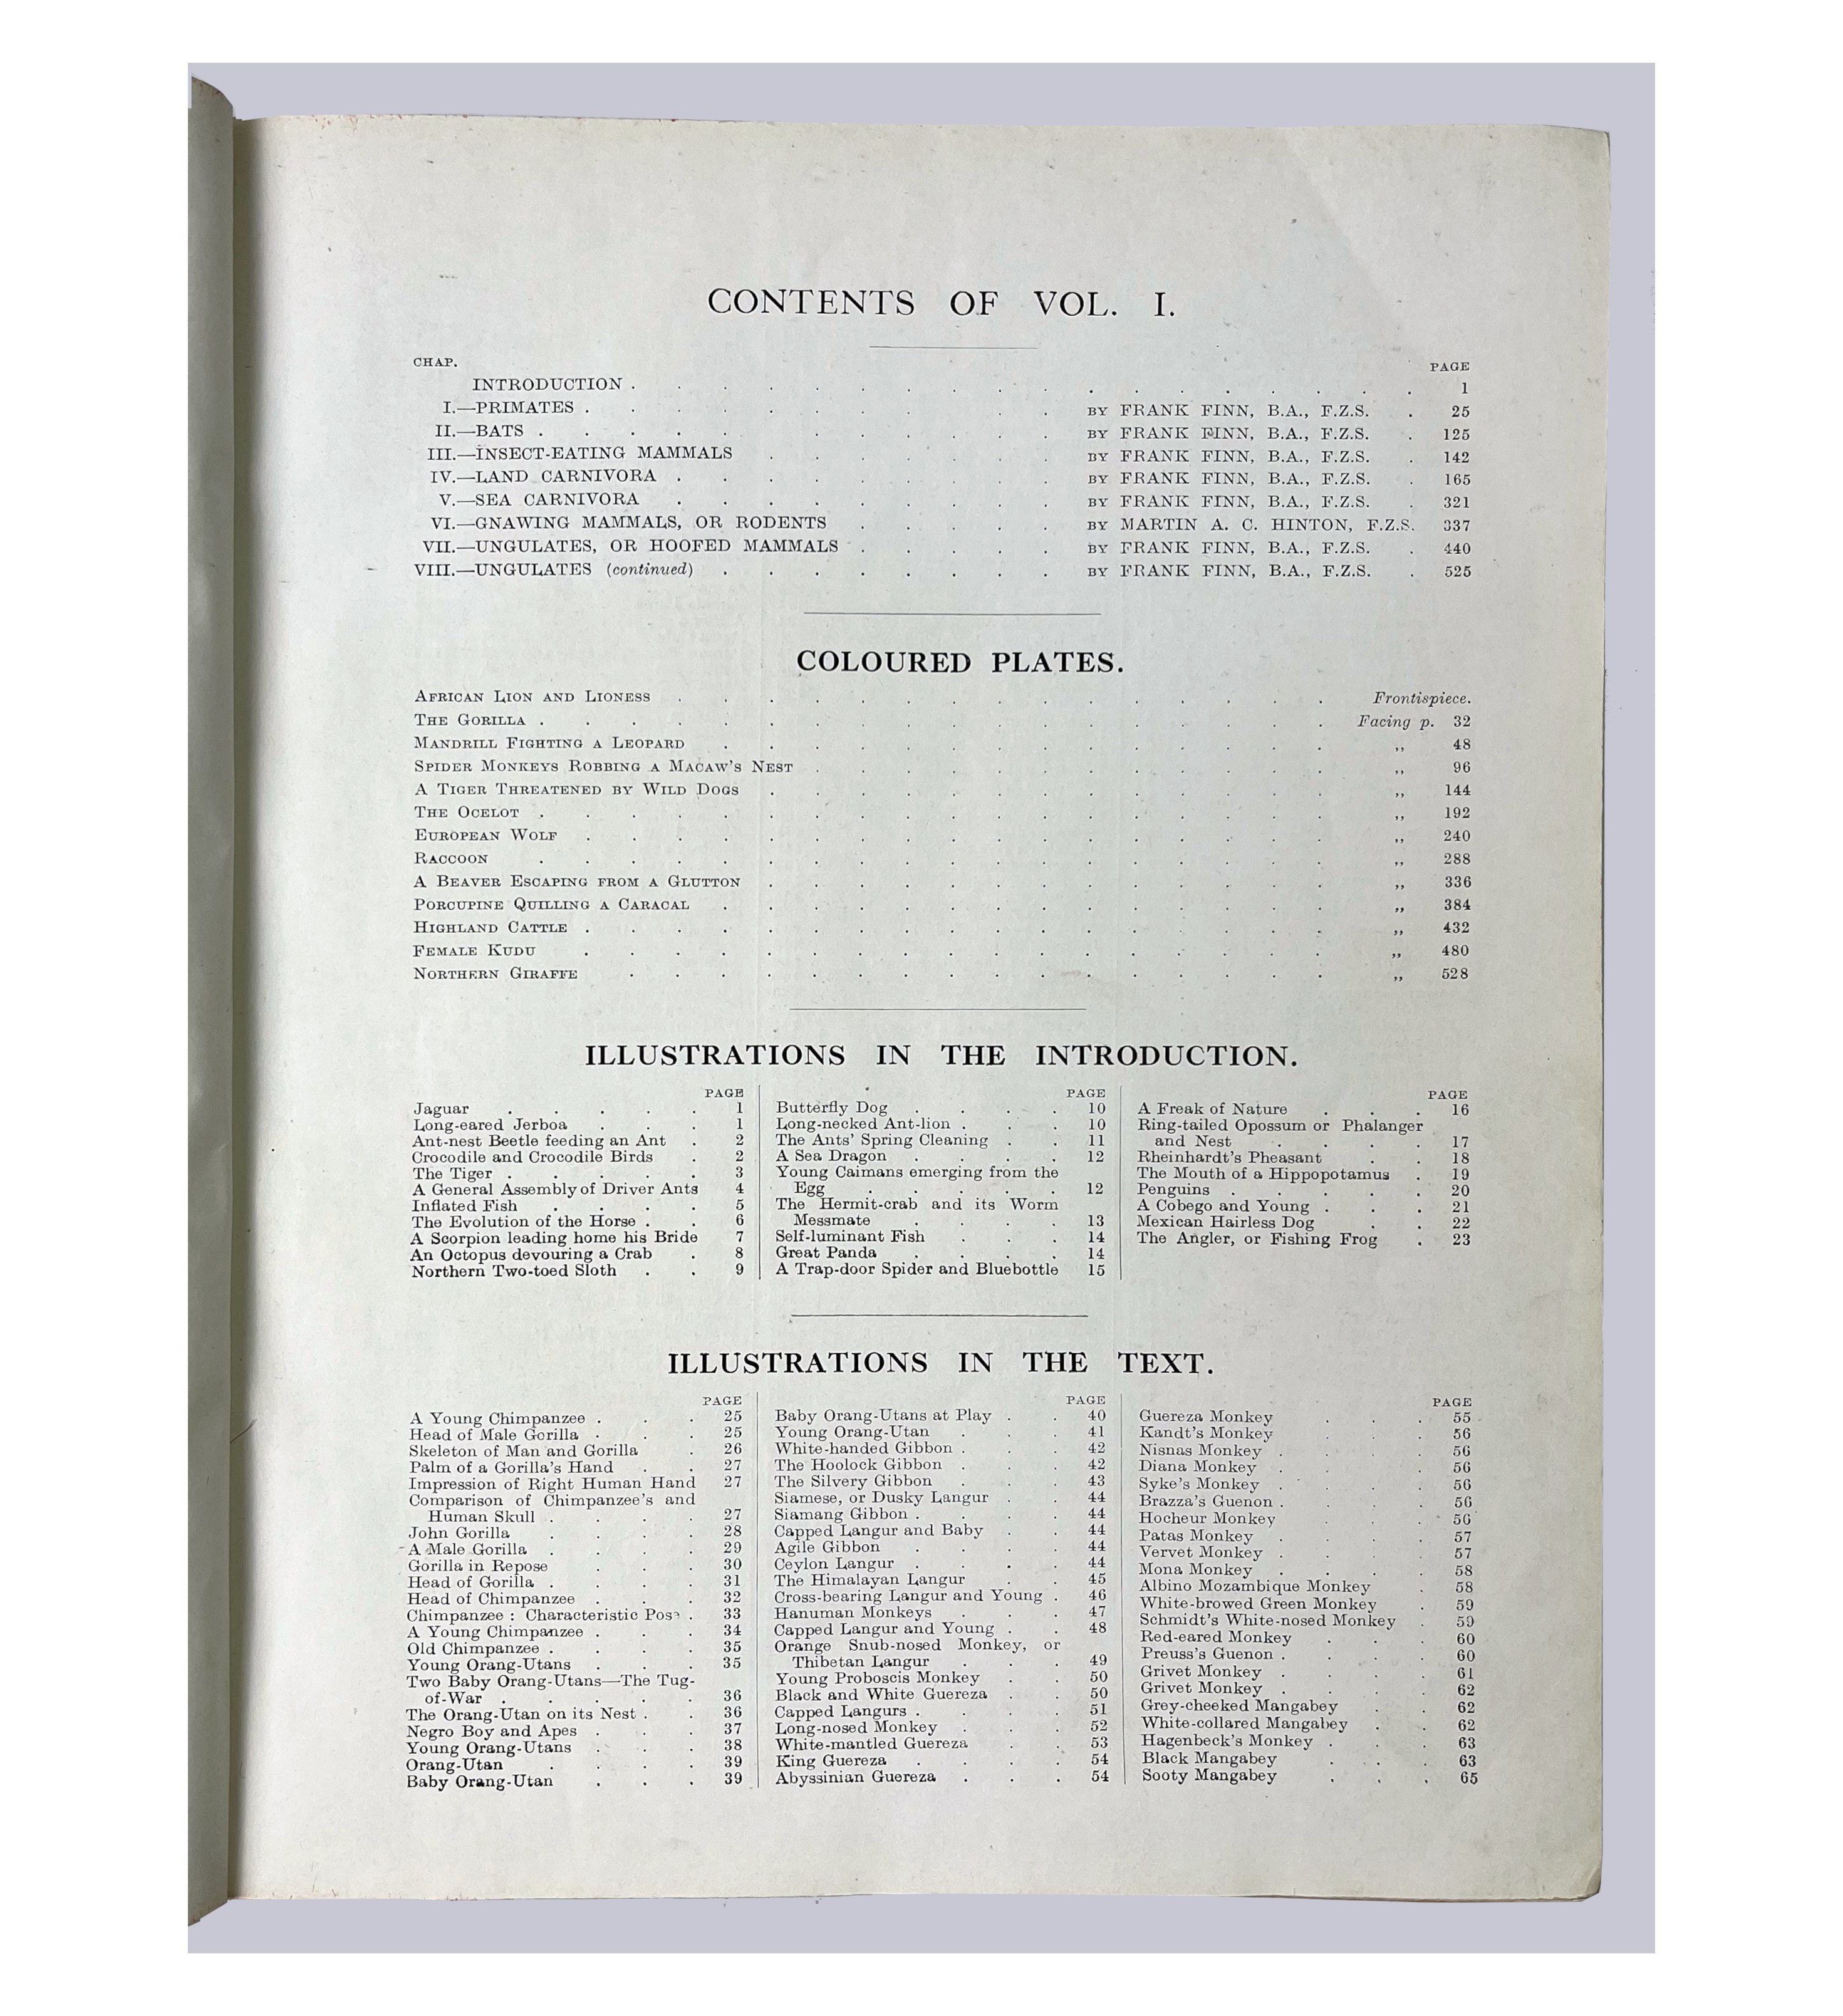 CONTENTS OF VOL. I.
CHAP. PAGE
INTRODUCTION . . . . . . . . . . . . . . . . . . 1
I.—PRIMATES . . . . . . . . . . . BY FRANK FINN, B.A., F.Z.S. . 25
II.—BATS . . . . . . . . . . . BY FRANK FINN, B.A., F.Z.S. . 125
III.—INSECT-EATING MAMMALS . . . . . . . BY FRANK FINN, B.A., F.Z.S. . 142
IV.—LAND CARNIVORA . . . . . . . . . BY FRANK FINN, B.A., F.Z.S. . 165
V.—SEA CARNIVORA . . . . . . . . . BY FRANK FINN, B.A., F.Z.S. . 321
VI.—GNAWING MAMMALS, OR RODENTS . . . . . BY MARTIN A. C. HINTON, F.Z.S. 337
VII.—UNGULATES, OR HOOFED MAMMALS . . . . . BY FRANK FINN, B.A., F.Z.S. . 440
VIII.—UNGULATES (continued) . . . . . . . . BY FRANK FINN, B.A., F.Z.S. . 525
COLOURED PLATES.
AFRICAN LION AND LIONESS . . . . . . . . . . . . . . . Frontispiece.
THE GORILLA . . . . . . . . . . . . . . . . . . Facing p. 32
MANDRILL FIGHTING A LEOPARD . . . . . . . . . . . . . . ,, 48
SPIDER MONKEYS ROBBING A MACAW'S NEST . . . . . . . . . . . . ,, 96
A TIGER THREATENED BY WILD DOGS . . . . . . . . . . . . . ,, 144
THE OCELOT . . . . . . . . . . . . . . . . . . ,, 192
EUROPEAN WOLF . . . . . . . . . . . . . . . . . ,, 240
RACCOON . . . . . . . . . . . . . . . . . . ,, 288
A BEAVER ESCAPING FROM A GLUTTON . . . . . . . . . . . . . ,, 336
PORCUPINE QUILLING A CARACAL . . . . . . . . . . . . . . ,, 384
HIGHLAND CATTLE . . . . . . . . . . . . . . . . . ,, 432
FEMALE KUDU . . . . . . . . . . . . . . . . . ,, 480
NORTHERN GIRAFFE . . . . . . . . . . . . . . . . ,, 528
ILLUSTRATIONS IN THE INTRODUCTION.
PAGE
Jaguar . . . . . 1
Long-eared Jerboa . . . 1
Ant-nest Beetle feeding an Ant . 2
Crocodile and Crocodile Birds . 2
The Tiger . . . . . 3
A General Assembly of Driver Ants 4
Inflated Fish . . . . 5
The Evolution of the Horse . . 6
A Scorpion leading home his Bride 7
An Octopus devouring a Crab . 8
Northern Two-toed Sloth . . 9
PAGE
Butterfly Dog . . . . 10
Long-necked Ant-lion . . . 10
The Ants' Spring Cleaning . . 11
A Sea Dragon . . . . 12
Young Caimans emerging from the
Egg . . . . . 12
The Hermit-crab and its Worm
Messmate . . . . 13
Self-luminant Fish . . . 14
Great Panda . . . . 14
A Trap-door Spider and Bluebottle 15
PAGE
A Freak of Nature . . . 16
Ring-tailed Opossum or Phalanger
and Nest . . . . 17
Rheinhardt's Pheasant . . 18
The Mouth of a Hippopotamus . 19
Penguins . . . . . 20
A Cobego and Young . . . 21
Mexican Hairless Dog . . 22
The Angler, or Fishing Frog . 23
ILLUSTRATIONS IN THE TEXT.
PAGE
A Young Chimpanzee . . . 25
Head of Male Gorilla . . . 25
Skeleton of Man and Gorilla . 26
Palm of a Gorilla's Hand . . 27
Impression of Right Human Hand 27
Comparison of Chimpanzee's and
Human Skull . . . . 27
John Gorilla . . . . 28
A Male Gorilla . . . . 29
Gorilla in Repose . . . 30
Head of Gorilla . . . . 31
Head of Chimpanzee . . . 32
Chimpanzee : Characteristic Pose . 33
A Young Chimpanzee . . . 34
Old Chimpanzee . . . . 35
Young Orang-Utans . . . 35
Two Baby Orang-Utans—The Tug-
of-War . . . . . 36
The Orang-Utan on its Nest . . 36
Negro Boy and Apes . . . 37
Young Orang-Utans . . . 38
Orang-Utan . . . . 39
Baby Orang-Utan . . . 39
PAGE
Baby Orang-Utans at Play . . 40
Young Orang-Utan . . . 41
White-handed Gibbon . . . 42
The Hoolock Gibbon . . . 42
The Silvery Gibbon . . . 43
Siamese, or Dusky Langur . . 44
Siamang Gibbon . . . . 44
Capped Langur and Baby . . 44
Agile Gibbon . . . . 44
Ceylon Langur . . . . 44
The Himalayan Langur . . 45
Cross-bearing Langur and Young . 46
Hanuman Monkeys . . . 47
Capped Langur and Young . . 48
Orange Snub-nosed Monkey, or
Thibetan Langur . . . 49
Young Proboscis Monkey . . 50
Black and White Guereza . . 50
Capped Langurs . . . . 51
Long-nosed Monkey . . . 52
White-mantled Guereza . . 53
King Guereza . . . . 54
Abyssinian Guereza . . . 54
PAGE
Guereza Monkey . . . 55
Kandt's Monkey . . . 56
Nisnas Monkey . . . . 56
Diana Monkey . . . . 56
Syke's Monkey . . . . 56
Brazza's Guenon . . . . 56
Hocheur Monkey . . . 56
Patas Monkey . . . . 57
Vervet Monkey . . . . 57
Mona Monkey . . . . 58
Albino Mozambique Monkey . 58
White-browed Green Monkey . 59
Schmidt's White-nosed Monkey . 59
Red-eared Monkey . . . 60
Preuss's Guenon . . . . 60
Grivet Monkey . . . . 61
Grivet Monkey . . . . 62
Grey-cheeked Mangabey . . 62
White-collared Mangabey . . 62
Hagenbeck's Monkey . . . 63
Black Mangabey . . . 63
Sooty Mangabey . . . 65